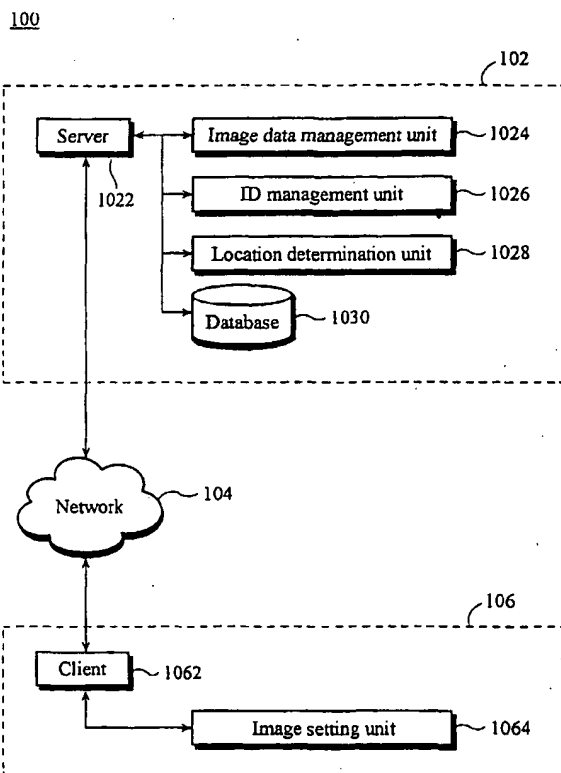 100
102
Server
1022
Image data management unit
1024
ID management unit
1026
Location determination unit
1028
Database
1030
Network
104
106
Client
1062
Image setting unit
1064